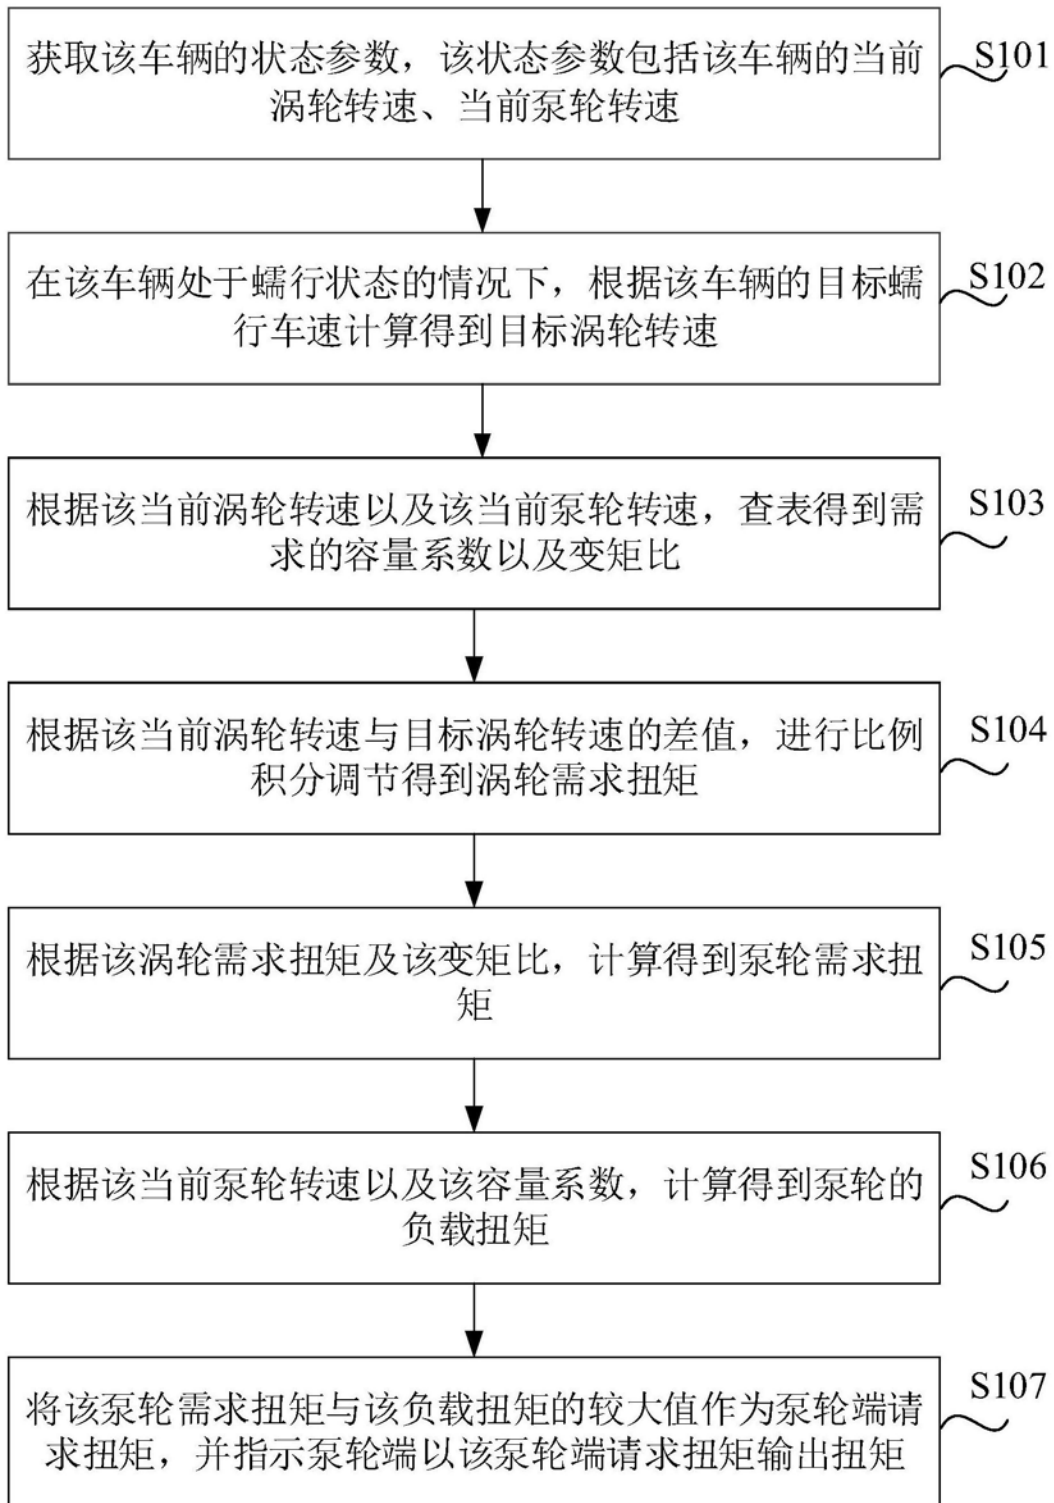 获取该车辆的状态参数，该状态参数包括该车辆的当前
涡轮转速、当前泵轮转速
S101
在该车辆处于蠕行状态的情况下，根据该车辆的目标蠕
行车速计算得到目标涡轮转速
S102
根据该当前涡轮转速以及该当前泵轮转速，查表得到需
求的容量系数以及变矩比
S103
根据该当前涡轮转速与目标涡轮转速的差值，进行比例
积分调节得到涡轮需求扭矩
S104
根据该涡轮需求扭矩及该变矩比，计算得到泵轮需求扭
矩
S105
根据该当前泵轮转速以及该容量系数，计算得到泵轮的
负载扭矩
S106
将该泵轮需求扭矩与该负载扭矩的较大值作为泵轮端请
求扭矩，并指示泵轮端以该泵轮端请求扭矩输出扭矩
S107